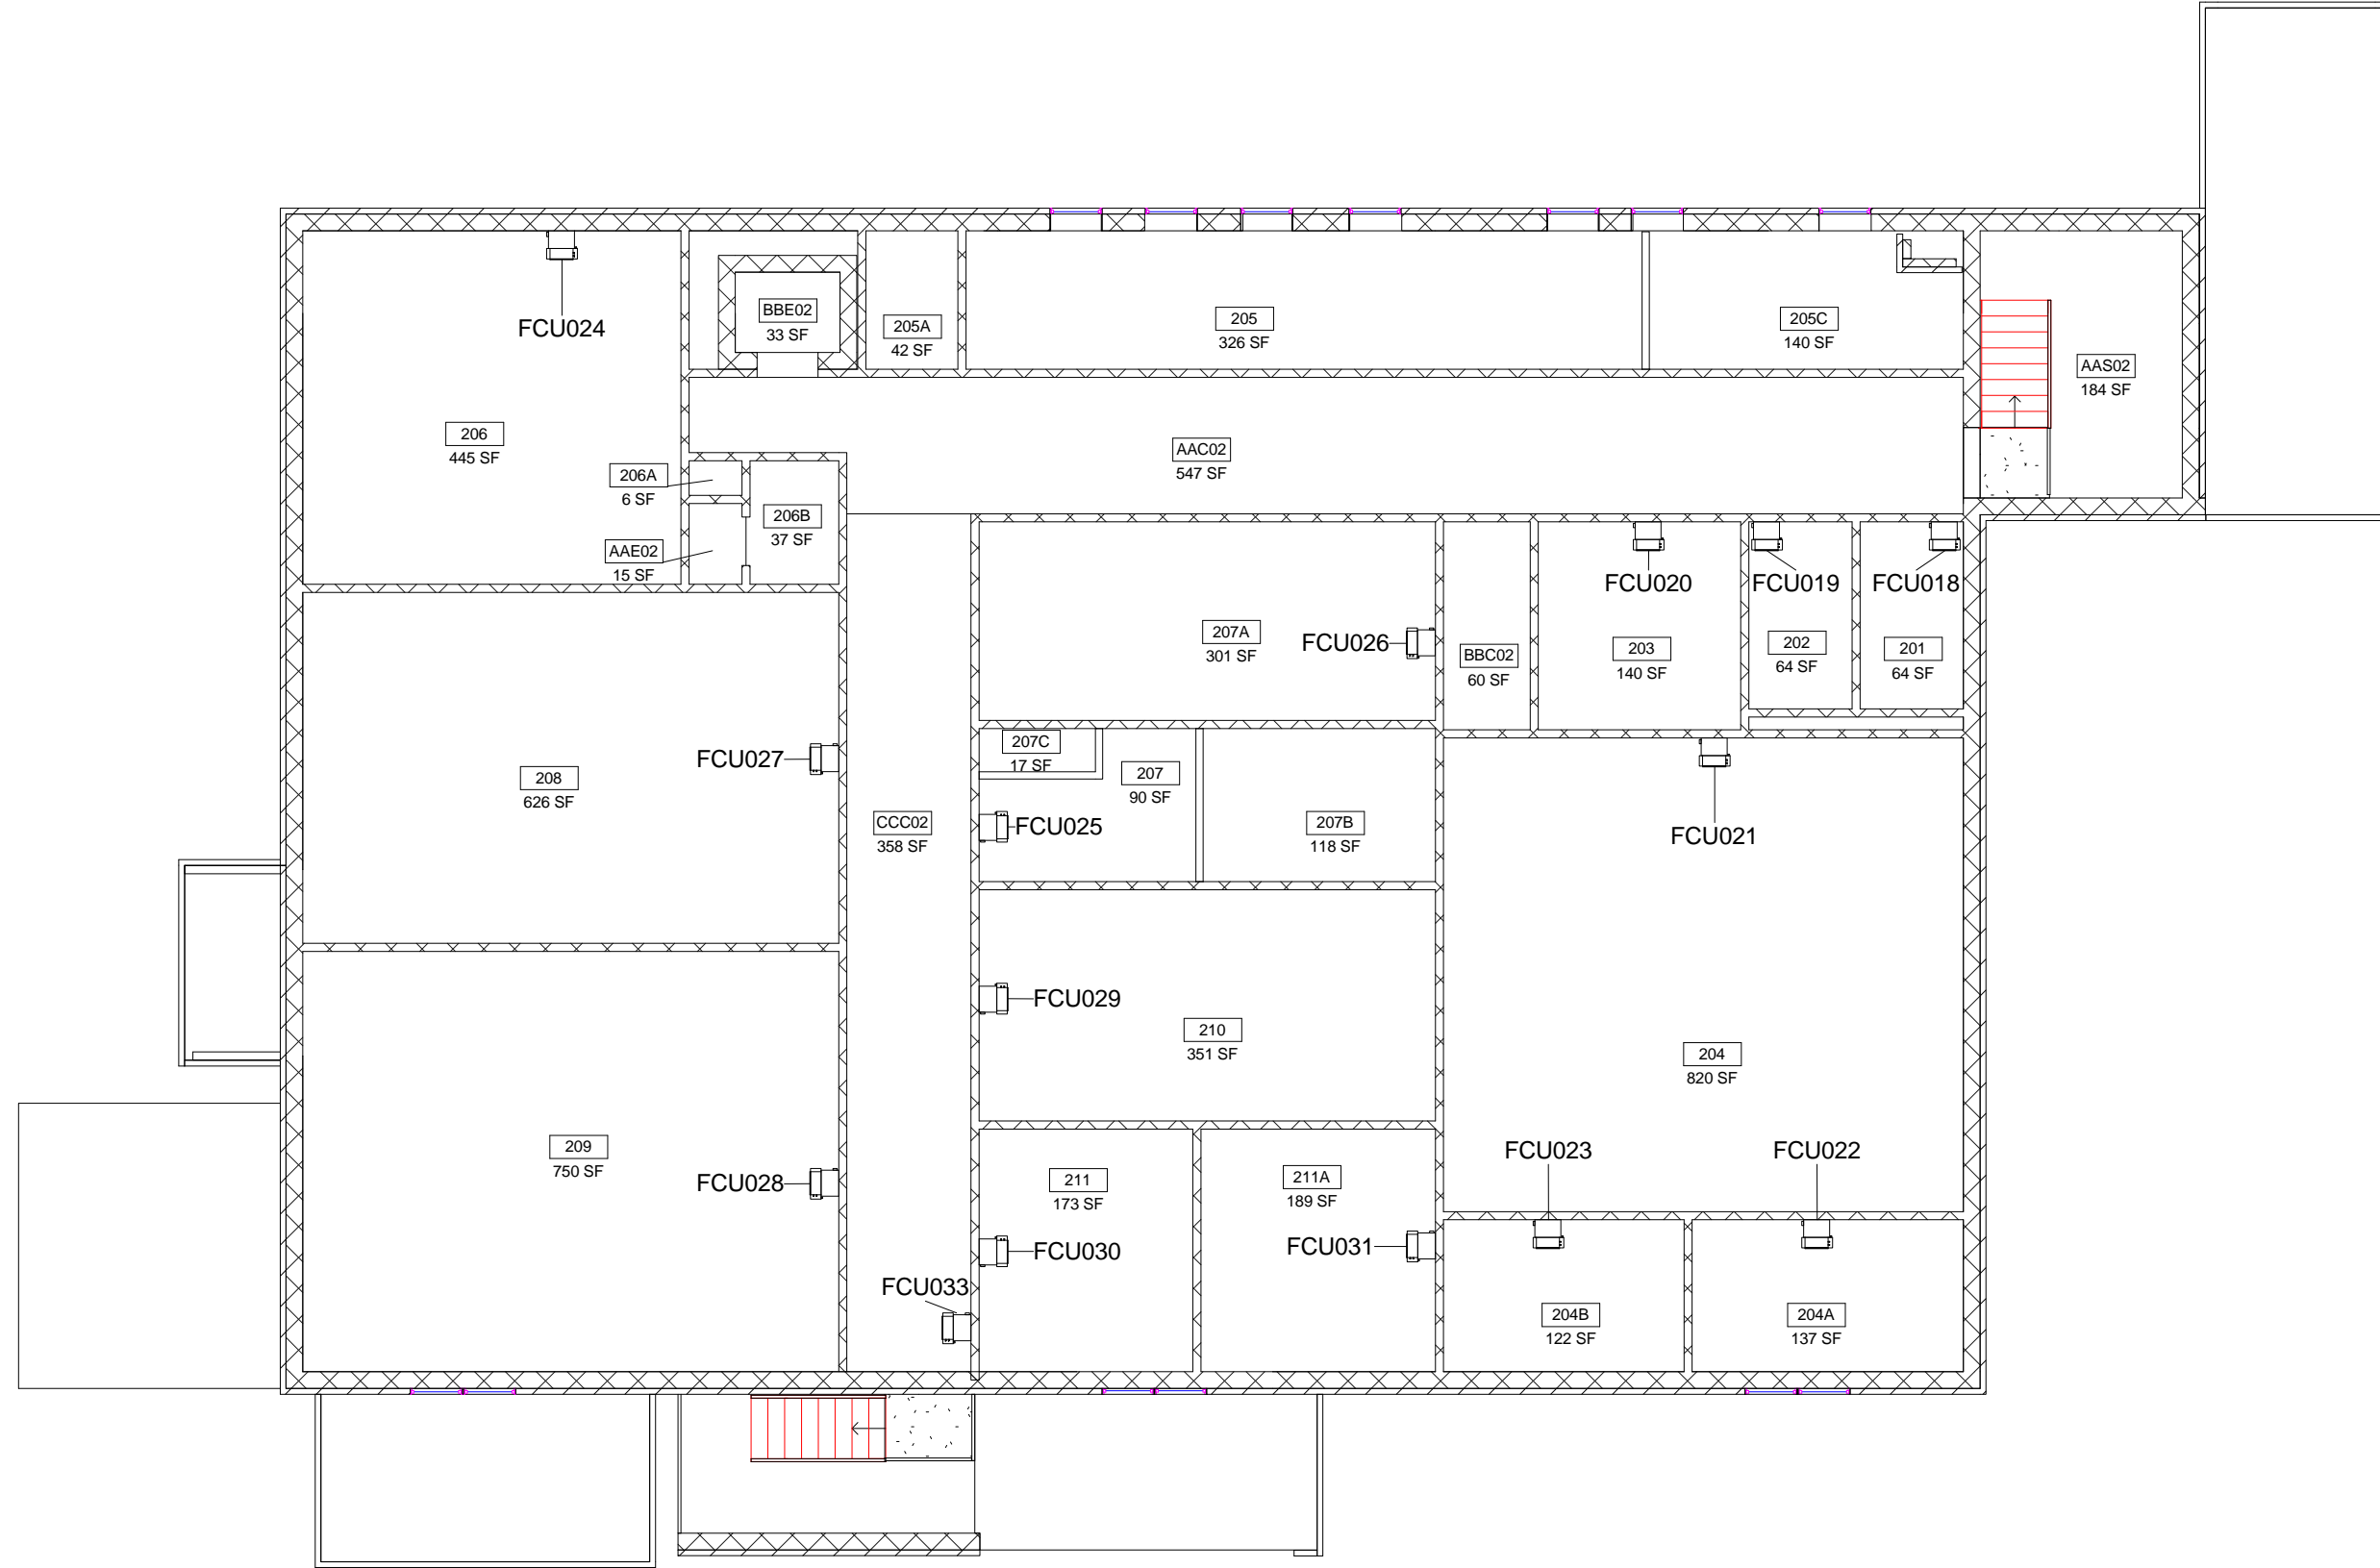 BBE02
33 SF
205A
42 SF
205
326 SF
205C
140 SF
FCU024
AAS02
184 SF
206
445 SF
AAC02
547 SF
206A
6 SF
206B
37 SF
AAE02
15 SF
FCU020
FCU019
FCU018
207A
301 SF
FCU026
BBC02
60 SF
203
140 SF
202
64 SF
201
64 SF
207C
17 SF
FCU027
208
626 SF
207
90 SF
CCC02
358 SF
FCU025
207B
118 SF
FCU021
FCU029
210
351 SF
204
820 SF
209
750 SF
FCU023
FCU022
FCU028
211
173 SF
211A
189 SF
FCU030
FCU031
FCU033
204B
122 SF
204A
137 SF